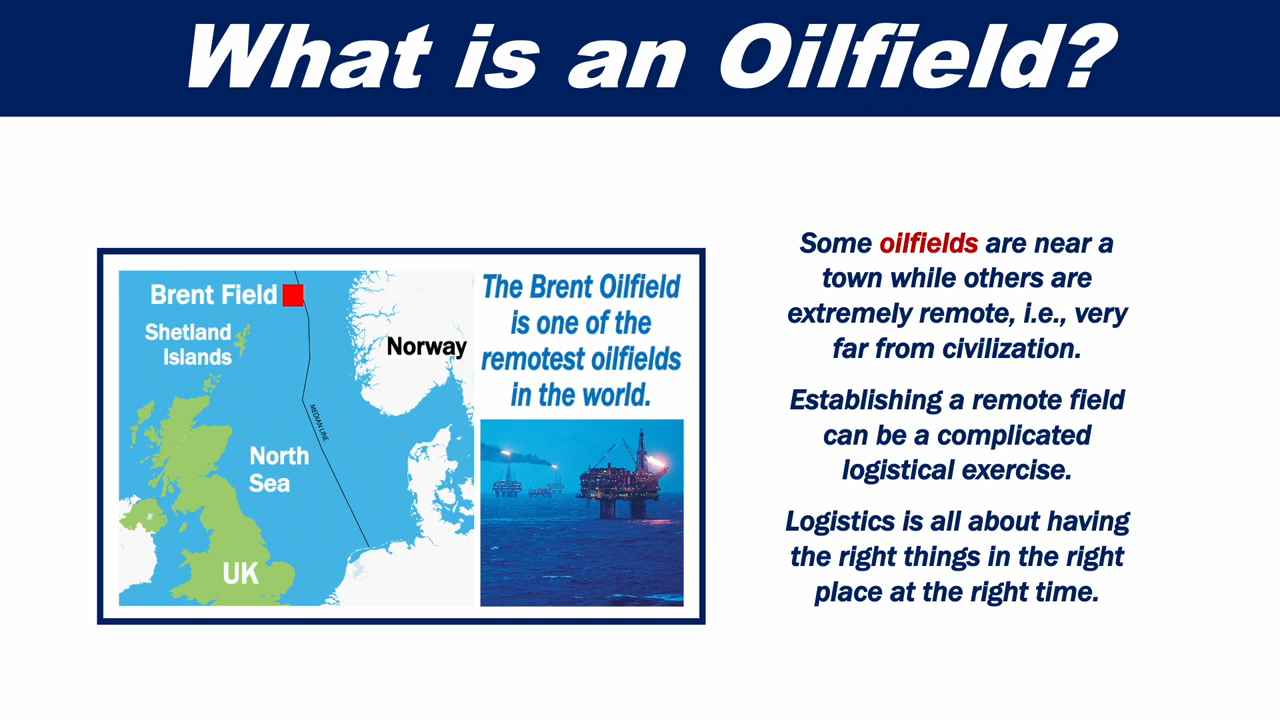 What is an Oilfield?
Brent Field
Shetland
Islands
Norway
MEDIAN LINE
North
Sea
UK
The Brent Oilfield
is one of the
remotest oilfields
in the world.
Some oilfields are near a
town while others are
extremely remote, i.e., very
far from civilization.
Establishing a remote field
can be a complicated
logistical exercise.
Logistics is all about having
the right things in the right
place at the right time.